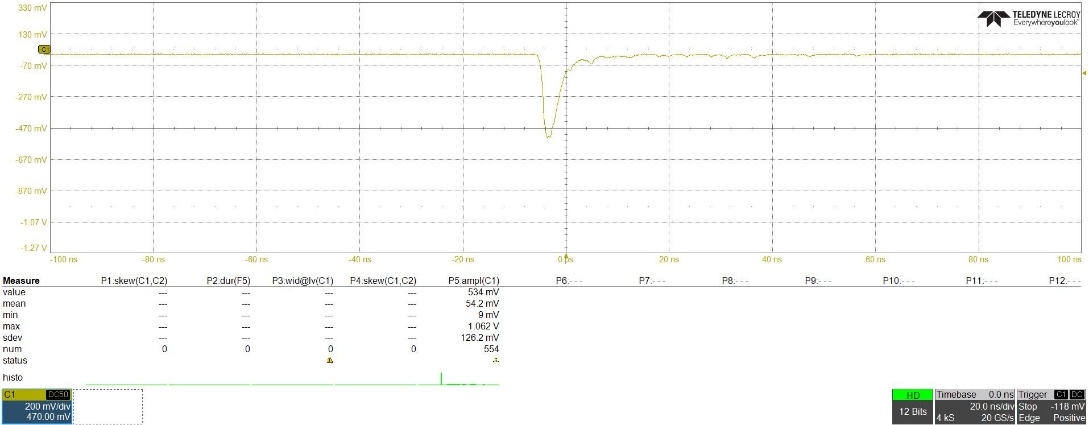 330 mV
TELEDYNE LECROY
Everywhereyoulook
130 mV
C1
-70 mV
-270 mV
-470 mV
-670 mV
870 mV
-1.07 V
-1.27 V
-100 ns -80 ns -60 ns -40 ns -20 ns 0 ns 20 ns 40 ns 60 ns 80 ns 100 ns
Measure P1:skew(C1,C2) P2:dur(F5) P3:wid@lv(C1) P4:skew(C1,C2) P5:ampl(C1) P6:--- P7:--- P8:--- P9:--- P10:--- P11:--- P12:---
value --- --- --- --- 534 mV
mean --- --- --- --- 54.2 mV
min --- --- --- --- 9 mV
max --- --- --- --- 1.062 V
sdev --- --- --- --- 126.2 mV
num 0 0 0 0 554
status
histo
C1 DC50
200 mV/div
470.00 mV
HD
12 Bits
Timebase 0.0 ns
20.0 ns/div
4 kS 20 GS/s
Trigger C1 DC
Stop -118 mV
Edge Positive